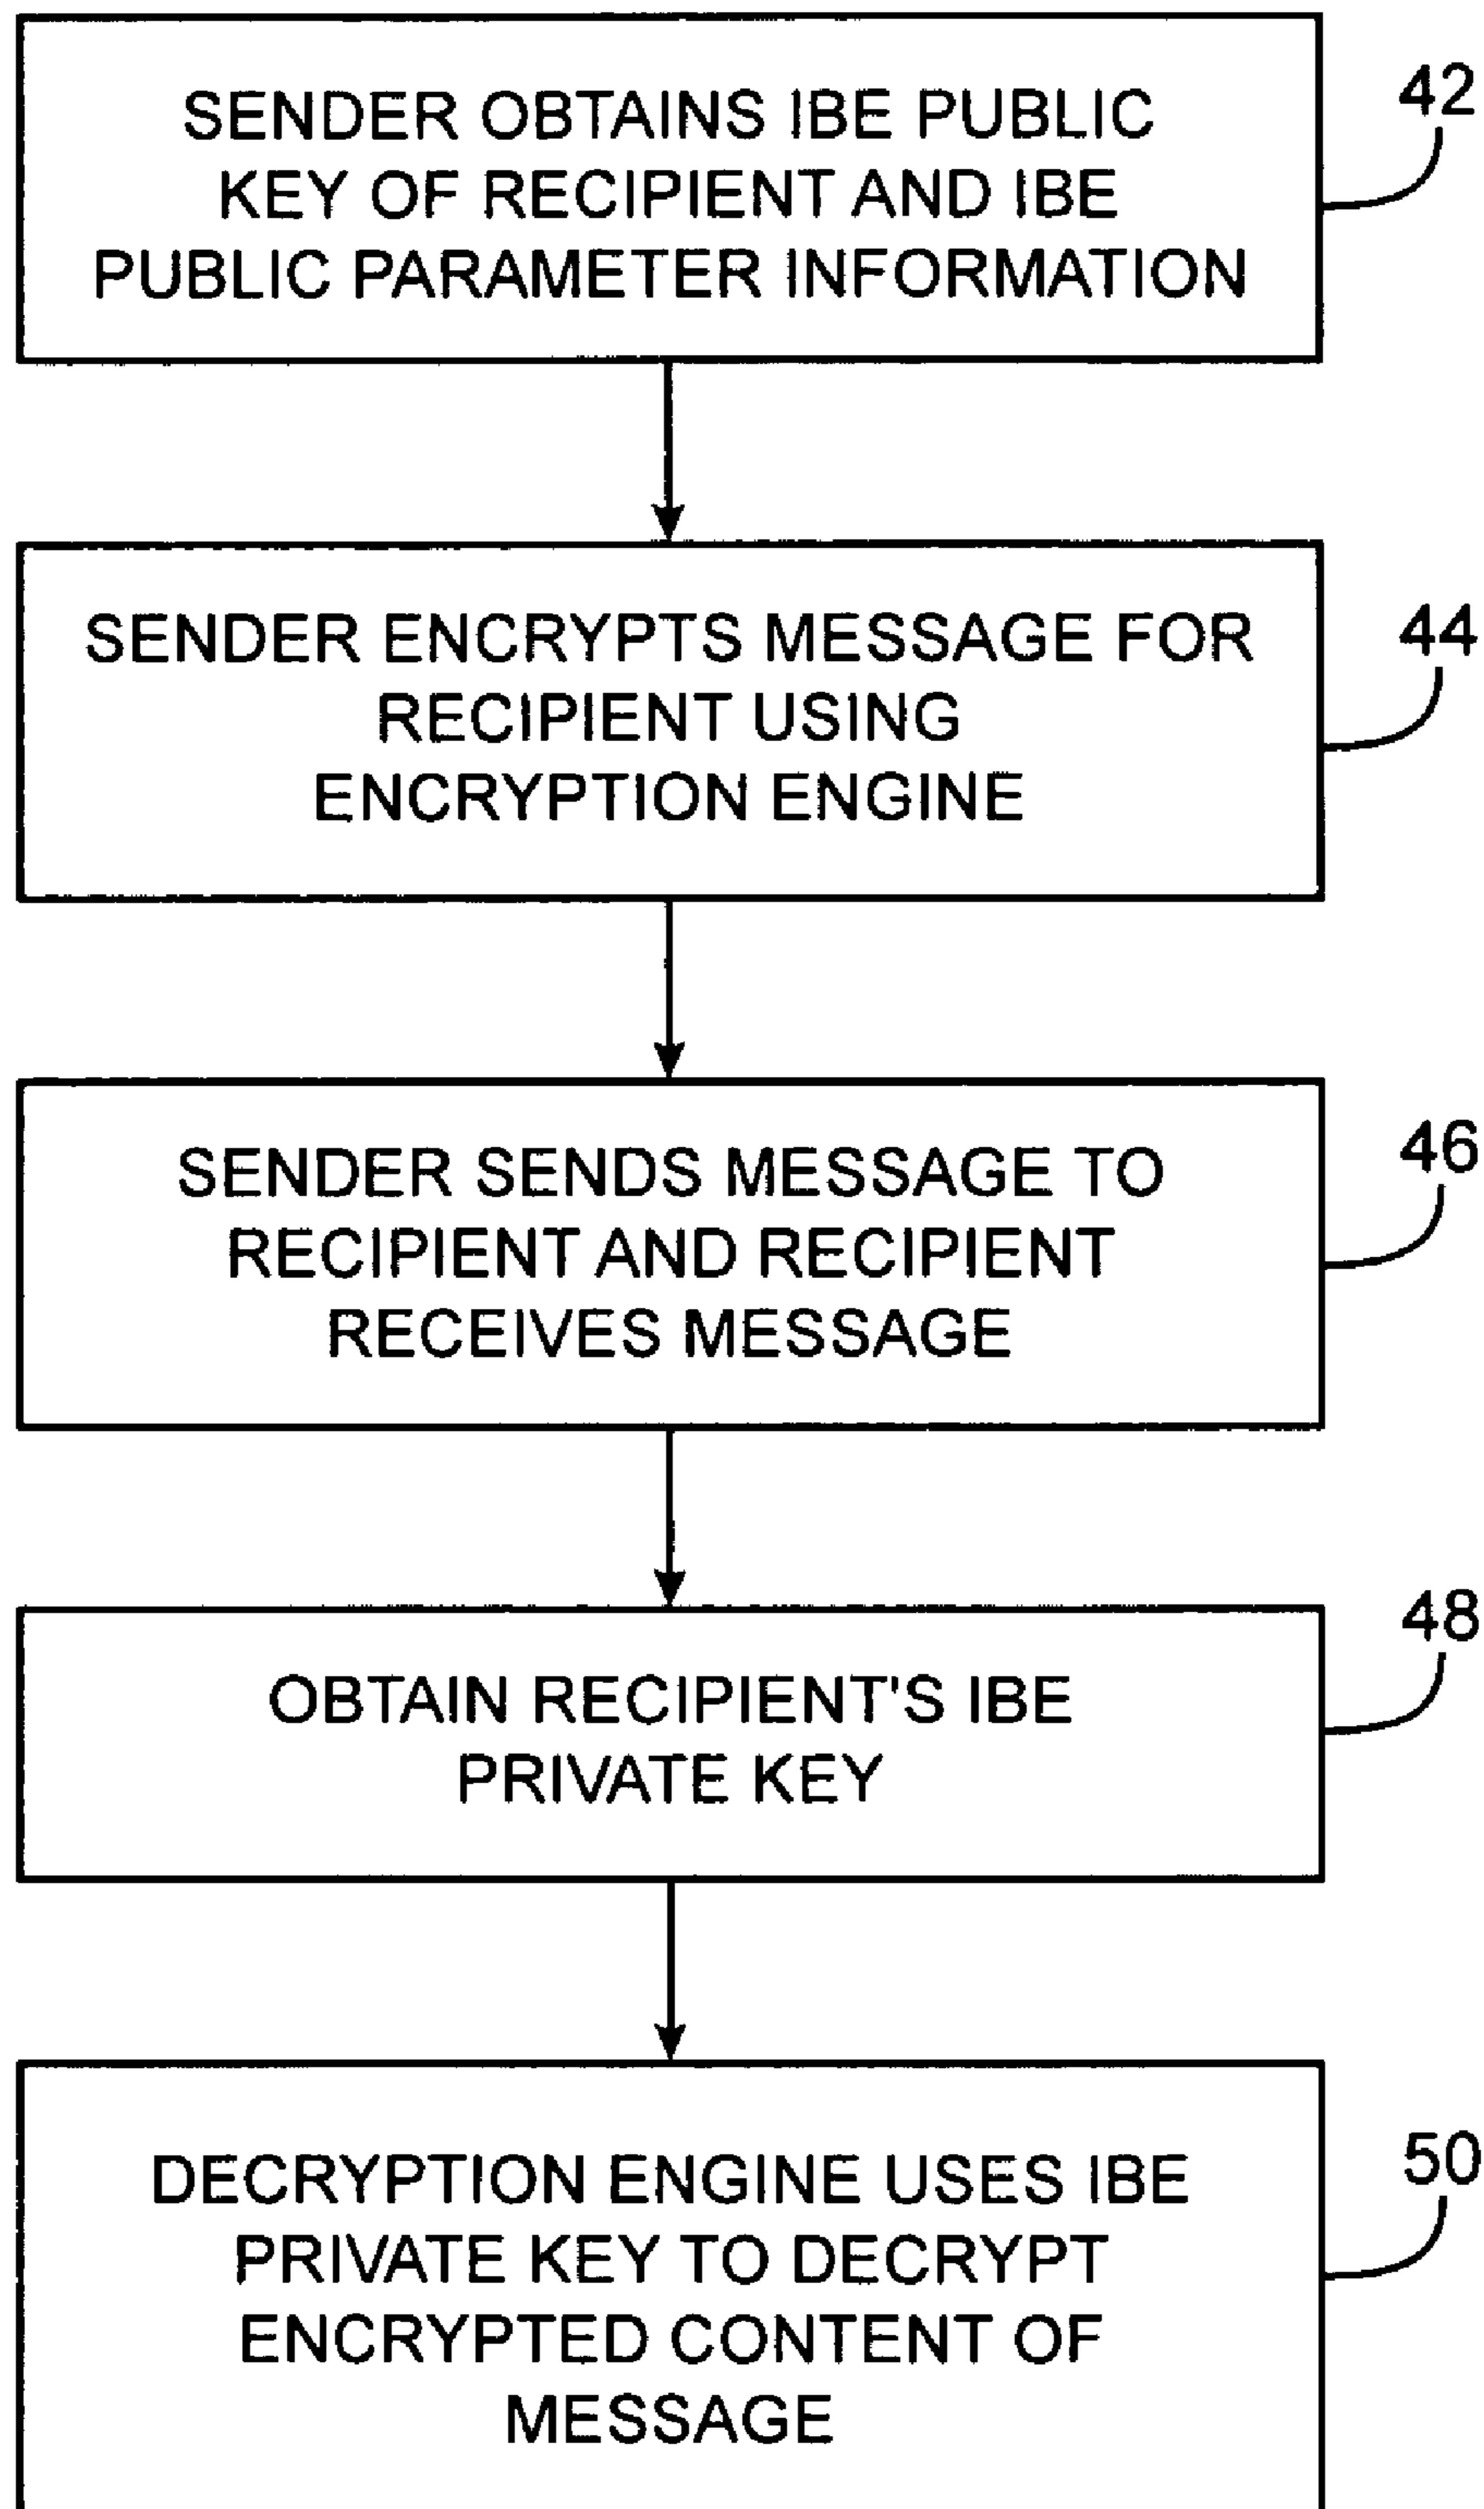 SENDER OBTAINS IBE PUBLIC
KEY OF RECIPIENT AND IBE
PUBLIC PARAMETER INFORMATION
42
SENDER ENCRYPTS MESSAGE FOR
RECIPIENT USING
ENCRYPTION ENGINE
44
SENDER SENDS MESSAGE TO
RECIPIENT AND RECIPIENT
RECEIVES MESSAGE
46
OBTAIN RECIPIENT'S IBE
PRIVATE KEY
48
DECRYPTION ENGINE USES IBE
PRIVATE KEY TO DECRYPT
ENCRYPTED CONTENT OF
MESSAGE
50